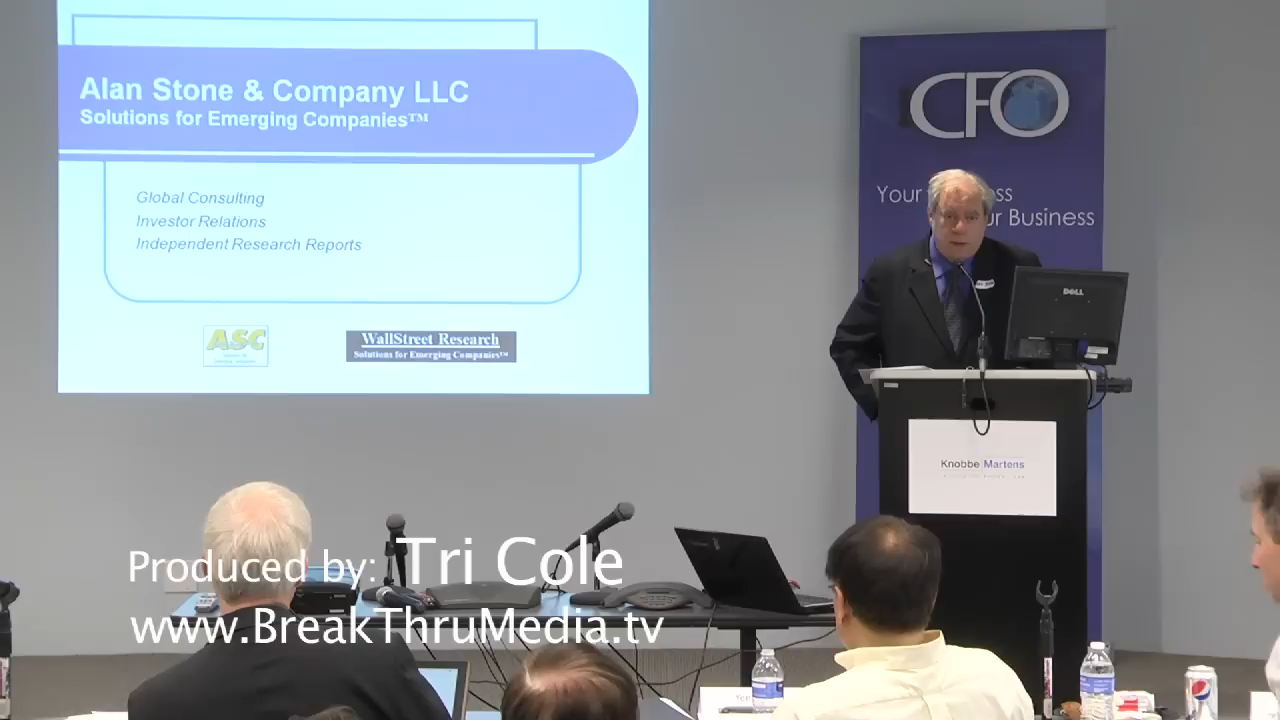 Alan Stone & Company LLC
Solutions for Emerging Companies™
Global Consulting
Investor Relations
Independent Research Reports
ASC
WallStreet Research
Solutions for Emerging Companies™
CFO
Your
ur Business
DELL
Knobbe Martens
Produced by: Tri Cole
www.BreakThruMedia.tv